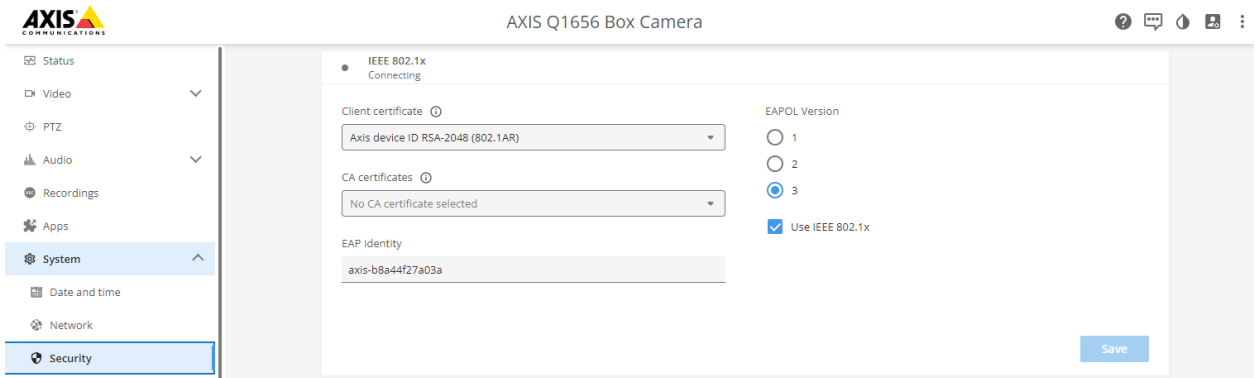 AXIS
COMMUNICATIONS
AXIS Q1656 Box Camera
Status
Video
PTZ
Audio
Recordings
Apps
System
Date and time
Network
Security
IEEE 802.1x
Connecting
Client certificate
Axis device ID RSA-2048 (802.1AR)
CA certificates
No CA certificate selected
EAP Identity
axis-b8a44f27a03a
EAPOL Version
1
2
3
Use IEEE 802.1x
Save